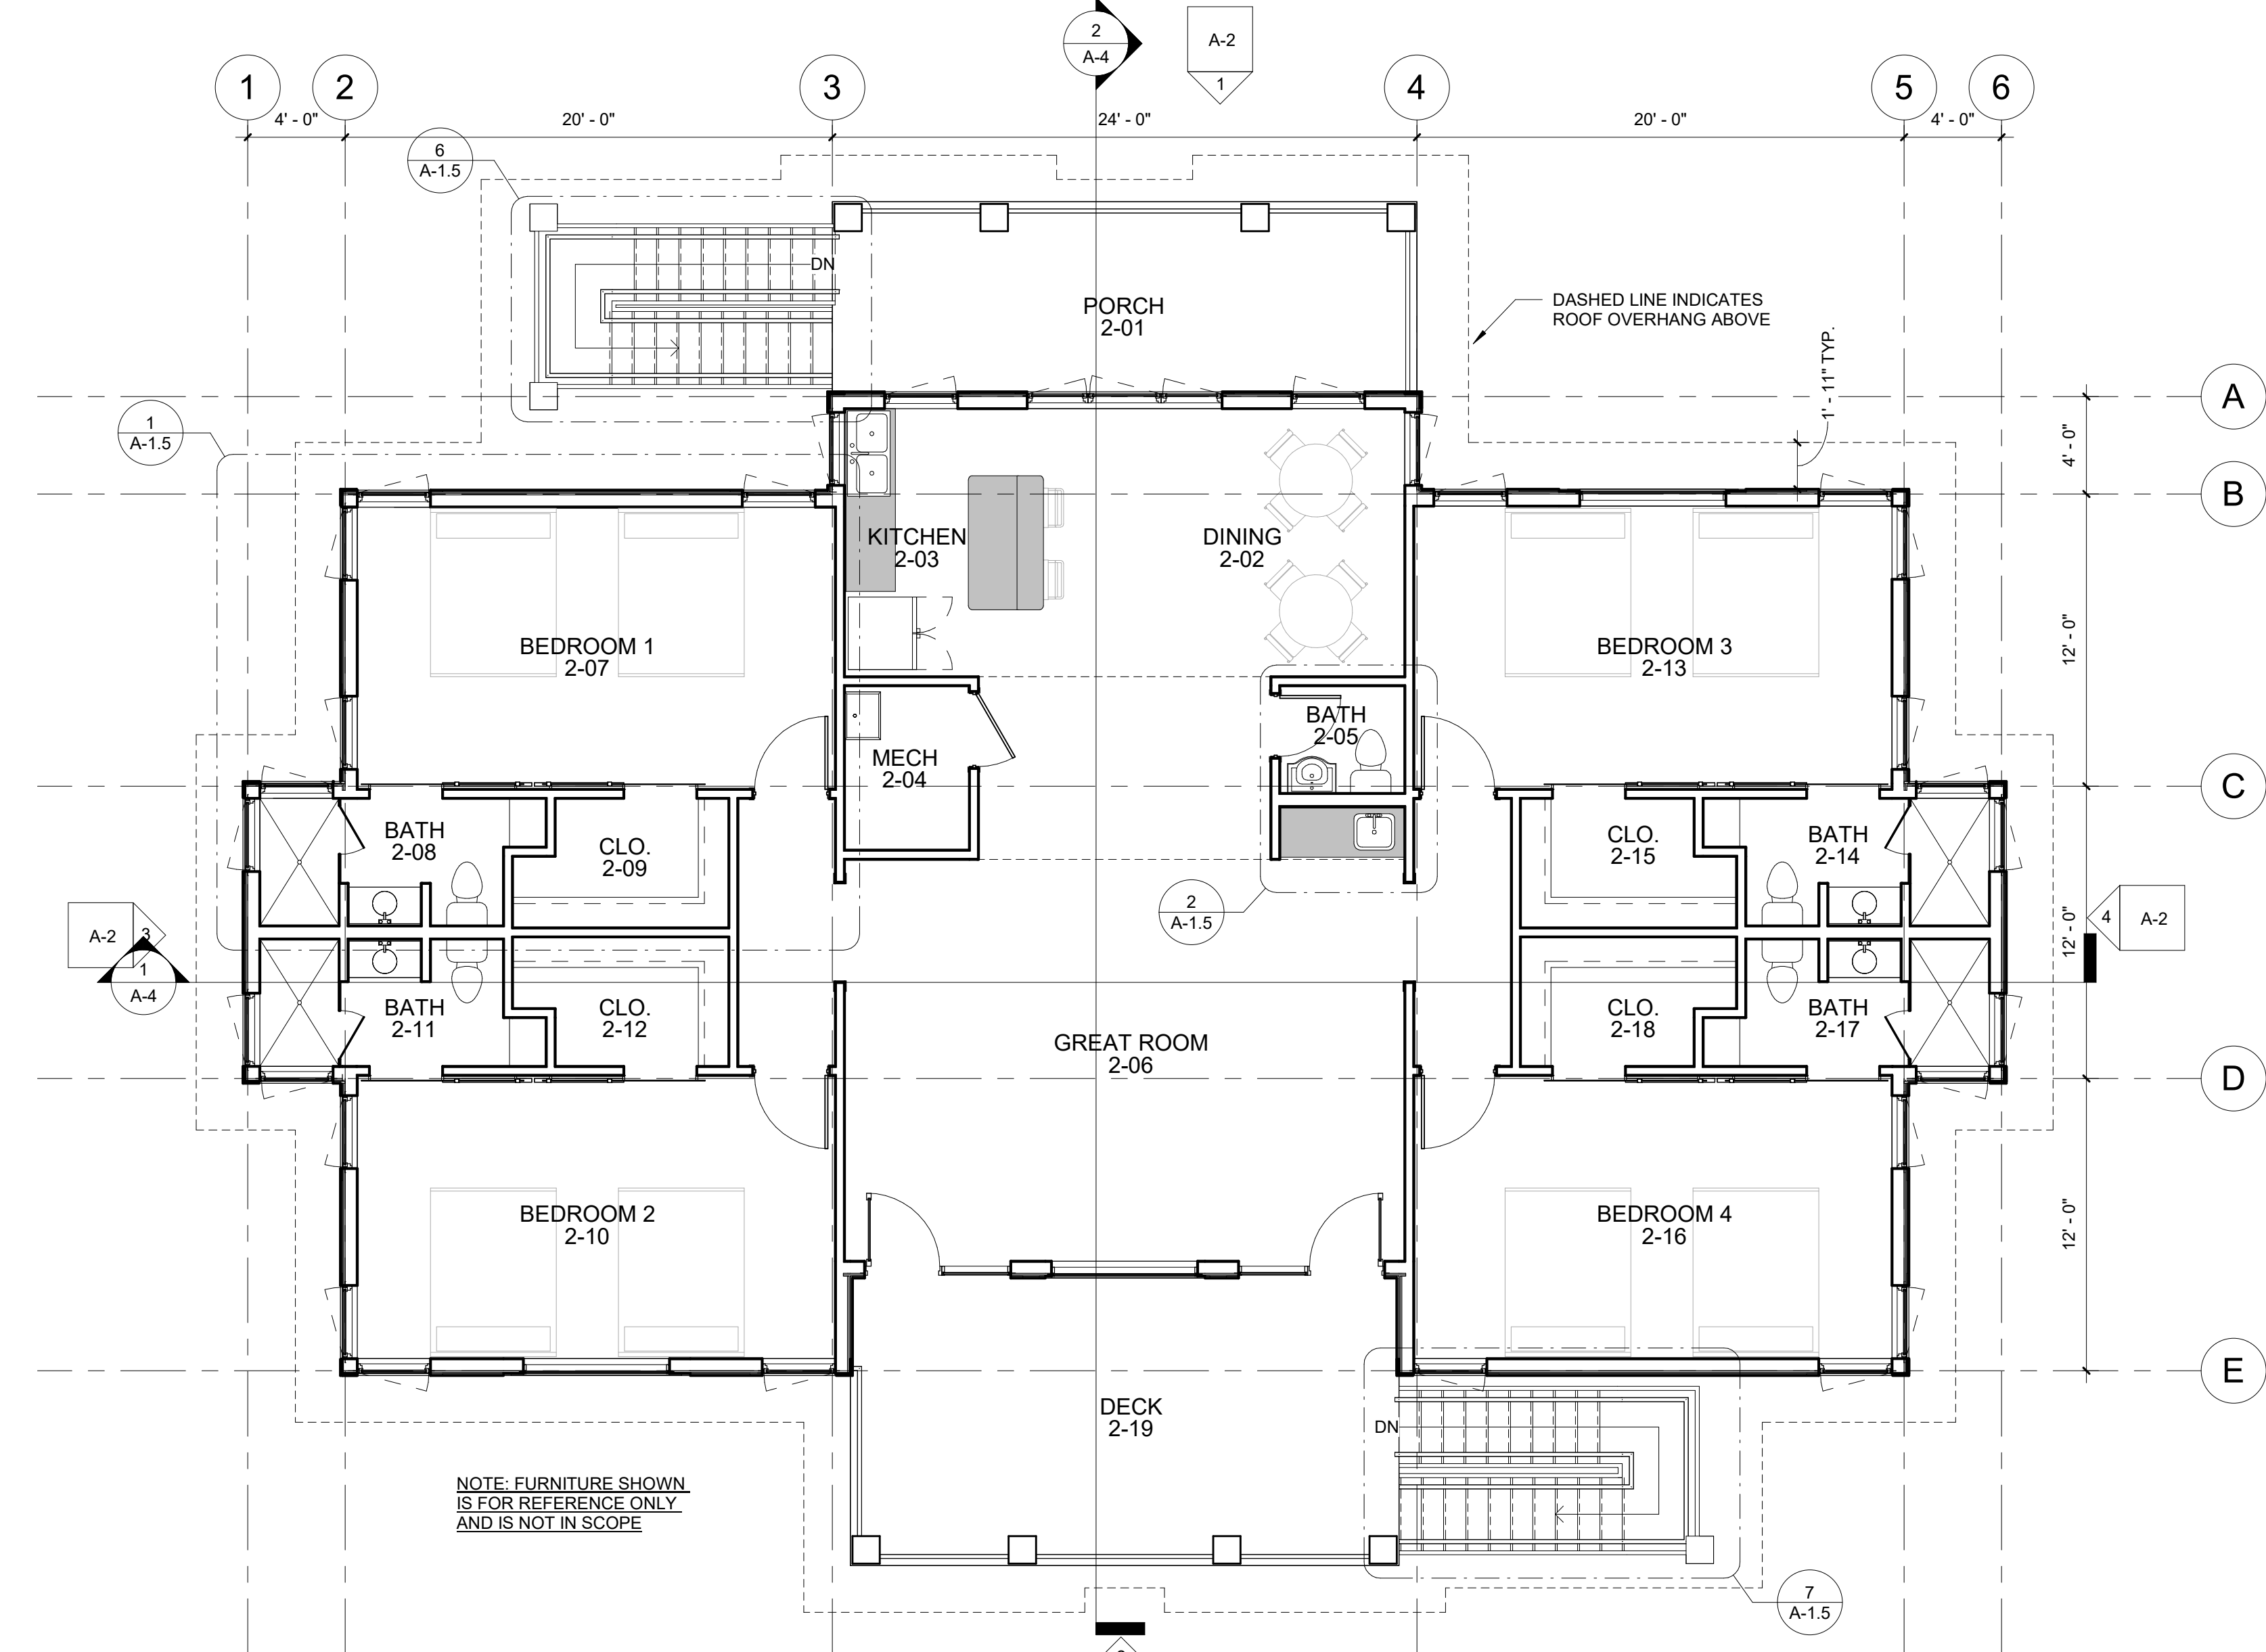 2
A-4
A-2
1
1
2
3
4
5
6
4' - 0"
20' - 0"
24' - 0"
20' - 0"
4' - 0"
6
A-1.5
DN
PORCH
2-01
DASHED LINE INDICATES
ROOF OVERHANG ABOVE
1' - 11" TYP.
A
4' - 0"
1
A-1.5
B
KITCHEN
2-03
DINING
2-02
12' - 0"
BEDROOM 1
2-07
BEDROOM 3
2-13
BATH
2-05
MECH
2-04
C
BATH
2-08
CLO.
2-09
CLO.
2-15
BATH
2-14
2
A-1.5
A-2
3
1
A-4
4
A-2
12' - 0"
BATH
2-11
CLO.
2-12
GREAT ROOM
2-06
CLO.
2-18
BATH
2-17
D
BEDROOM 2
2-10
BEDROOM 4
2-16
12' - 0"
E
DECK
2-19
DN
NOTE: FURNITURE SHOWN
IS FOR REFERENCE ONLY
AND IS NOT IN SCOPE
7
A-1.5